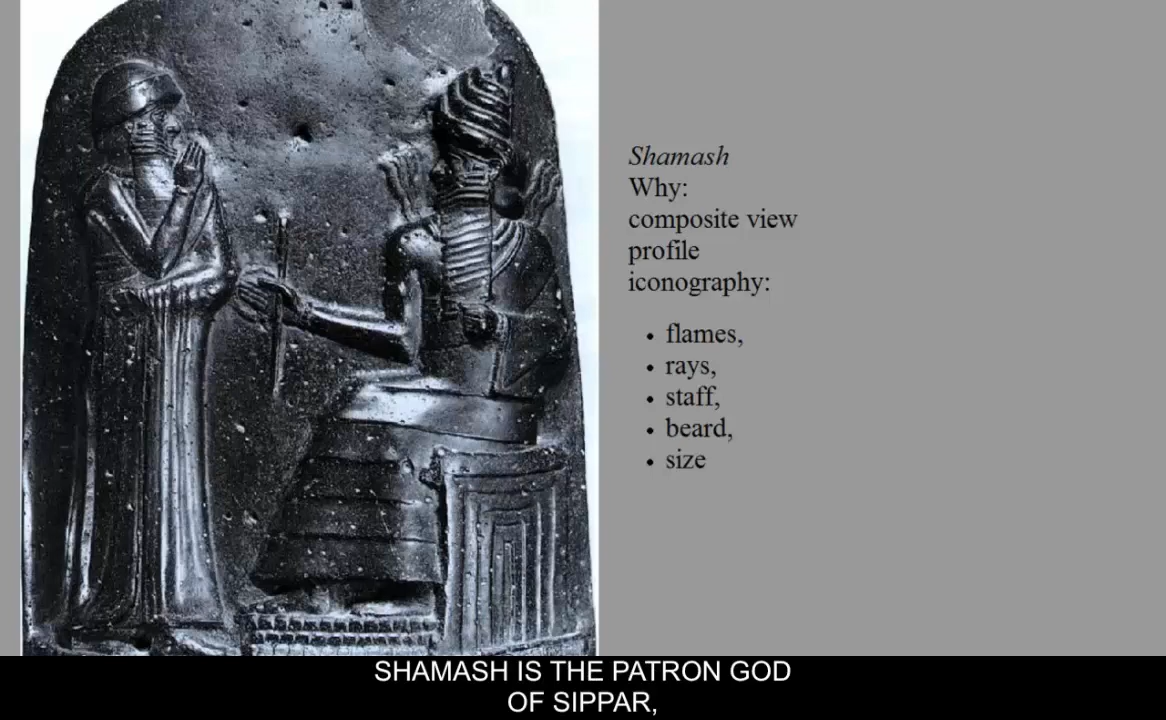 Shamash
Why:
composite view
profile
iconography:
• flames,
• rays,
• staff,
• beard,
• size
SHAMASH IS THE PATRON GOD
OF SIPPAR,